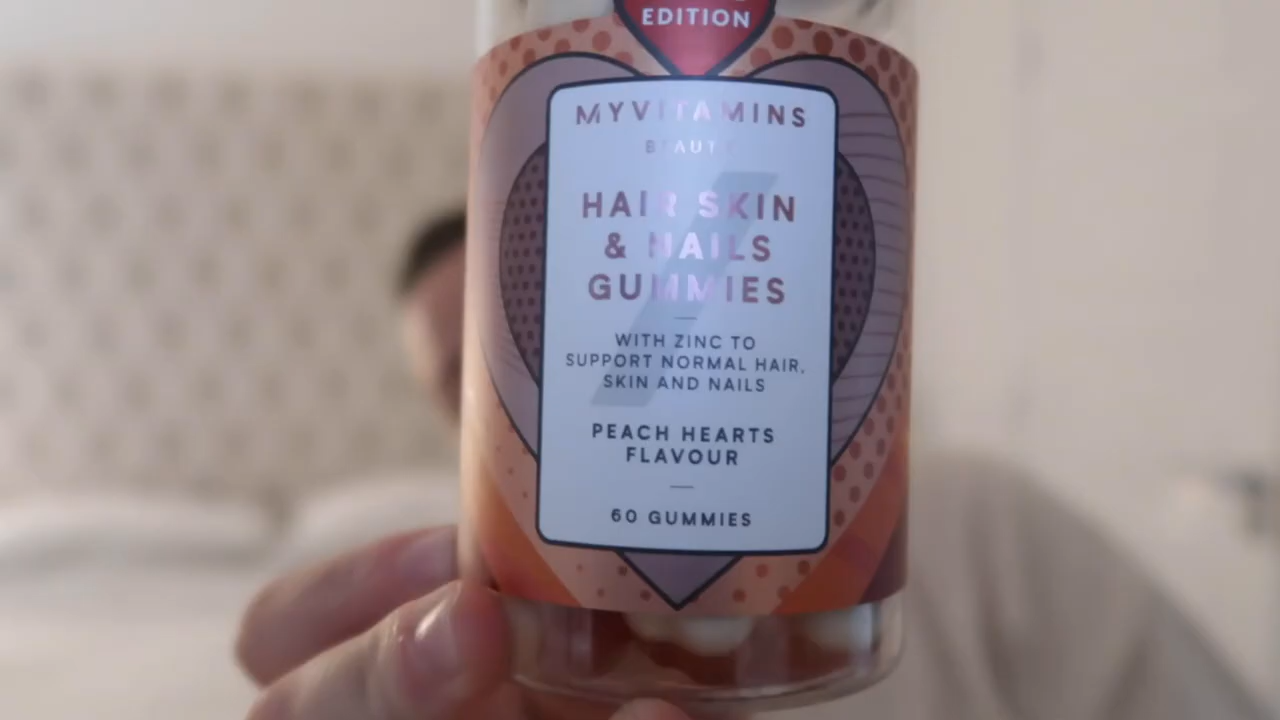 EDITION
MYVITAMINS
BEAUTY
HAIR SKIN
& NAILS
GUMMIES
WITH ZINC TO
SUPPORT NORMAL HAIR,
SKIN AND NAILS
PEACH HEARTS
FLAVOUR
60 GUMMIES